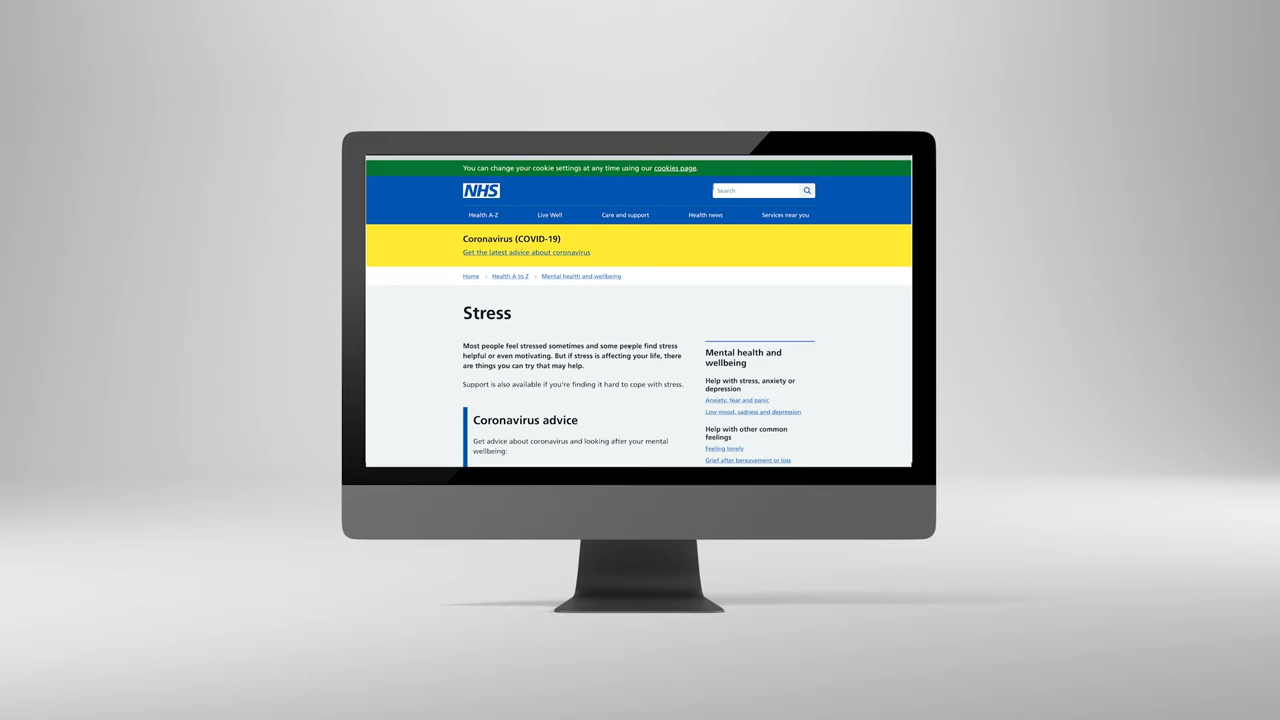 You can change your cookie settings at any time using our cookies page.
NHS
Search
Health A-Z
Live Well
Care and support
Health news
Services near you
Coronavirus (COVID-19)
Get the latest advice about coronavirus
Home
Health A to Z
Mental health and wellbeing
Stress
Most people feel stressed sometimes and some people find stress
helpful or even motivating. But if stress is affecting your life, there
are things you can try that may help.
Support is also available if you're finding it hard to cope with stress.
Coronavirus advice
Get advice about coronavirus and looking after your mental
wellbeing:
Mental health and
wellbeing
Help with stress, anxiety or
depression
Anxiety, fear and panic
Low mood, sadness and depression
Help with other common
feelings
Feeling lonely
Grief after bereavement or loss